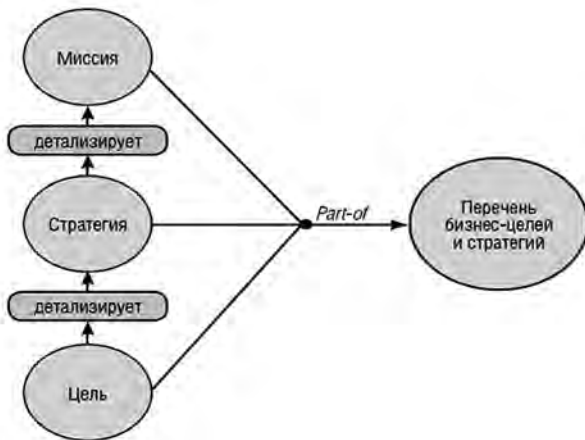 Миссия
детализирует
Стратегия
детализирует
Цель
Part-of
Перечень
бизнес-целей
и стратегий